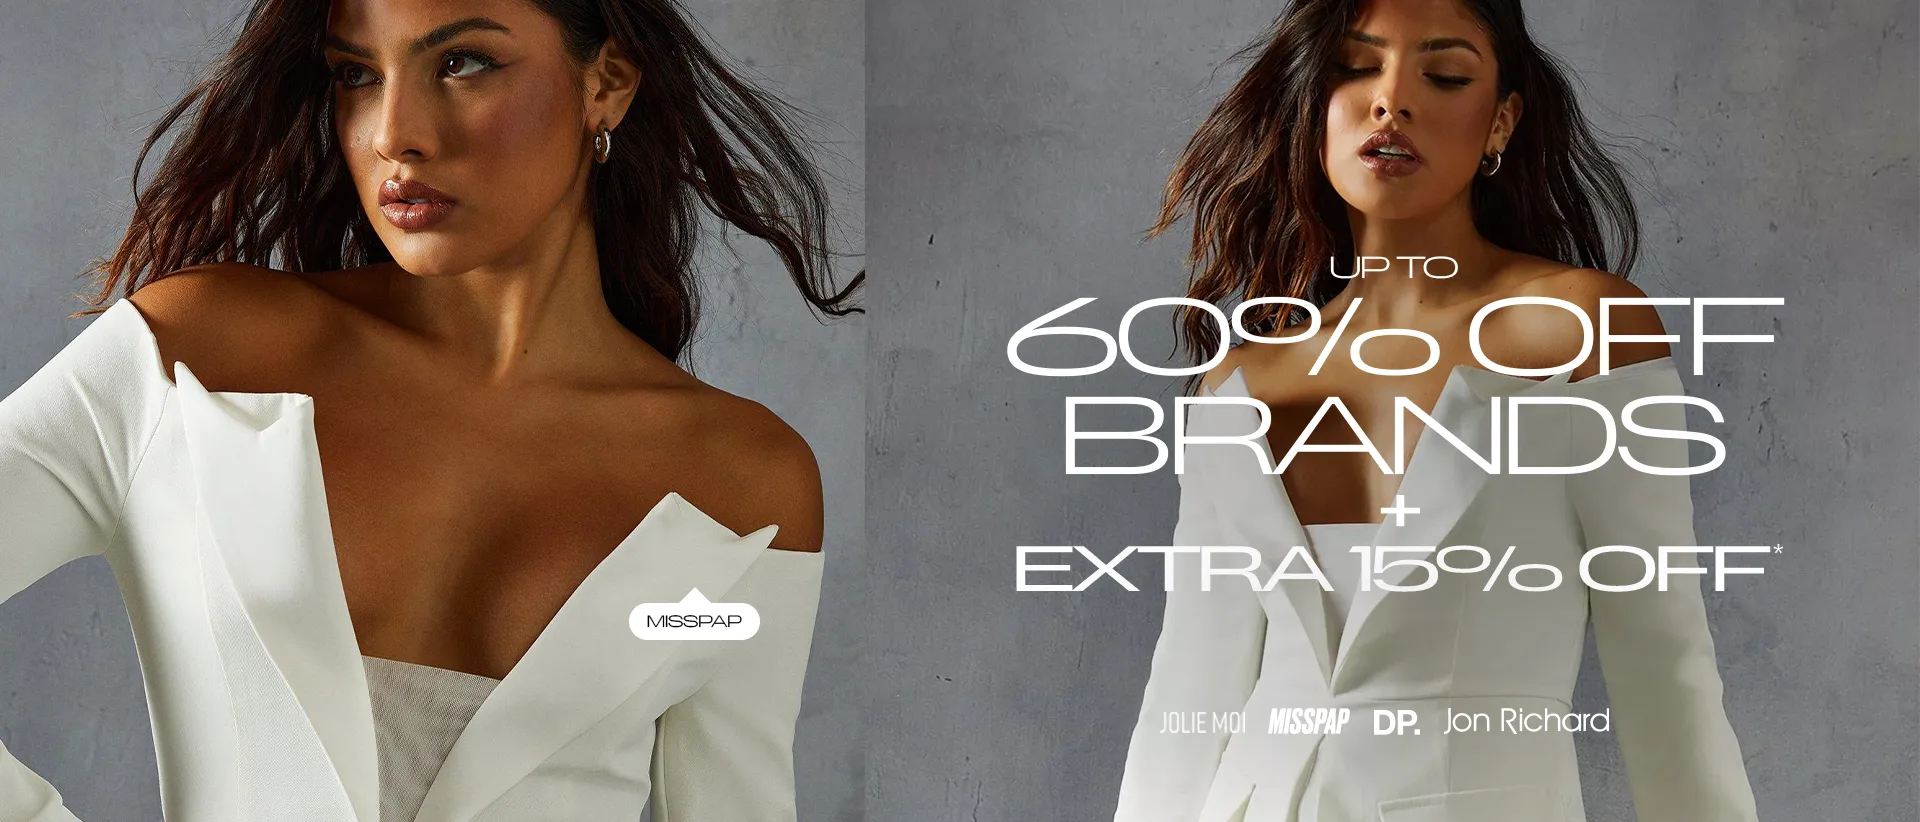 MISSPAP
UP TO
60% OFF
BRANDS
+
EXTRA 15% OFF*
JOLIE MOI MISSPAP DP. Jon Richard